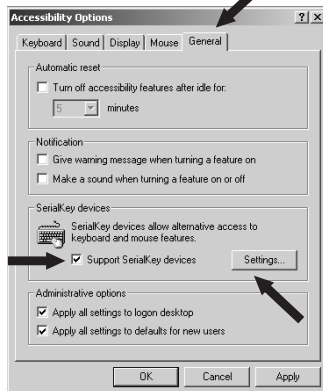 Accessibility Options
Keyboard Sound Display Mouse General
Automatic reset
Turn off accessibility features after idle for:
5 minutes
Notification
Give warning message when turning a feature on
Make a sound when turning a feature on or off
SerialKey devices
SerialKey devices allow alternative access to
keyboard and mouse features.
Support SerialKey devices Settings...
Administrative options
Apply all settings to logon desktop
Apply all settings to defaults for new users
OK Cancel Apply